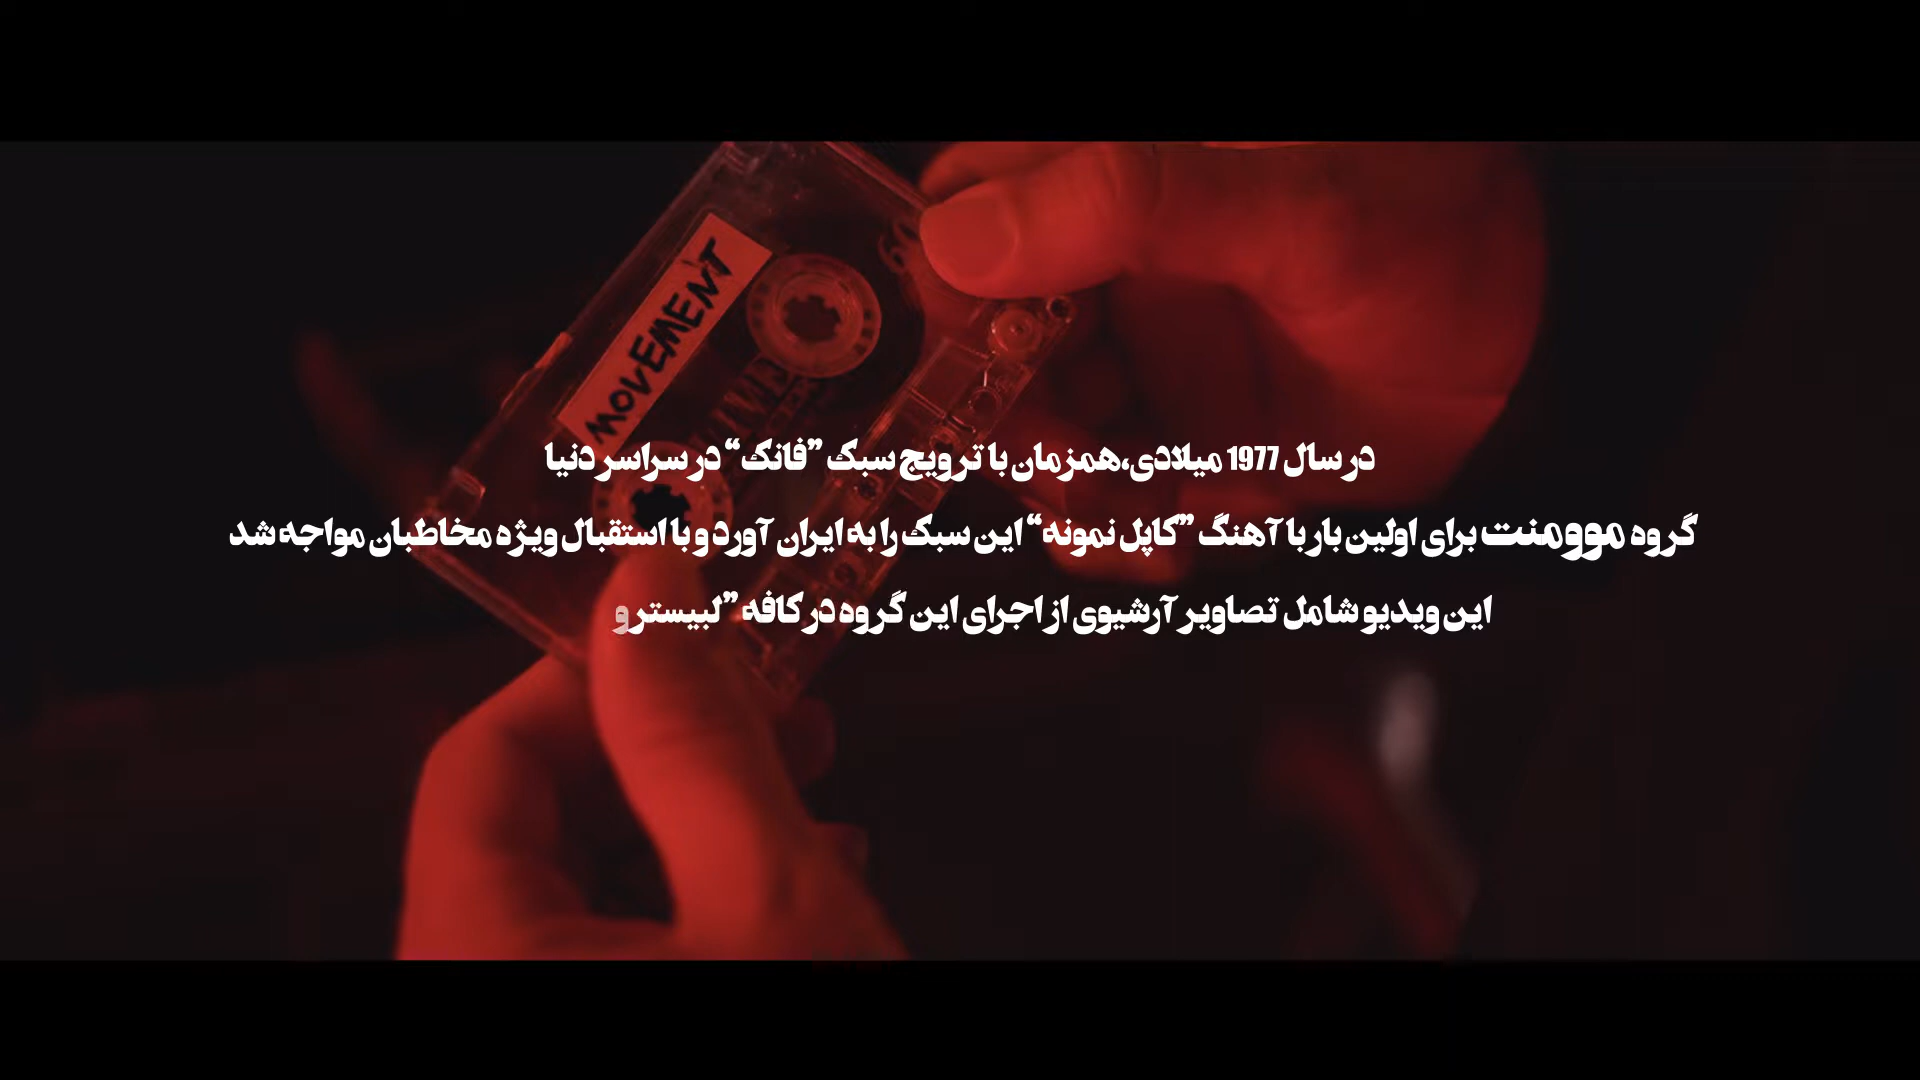 MOVEMENT
60
در سال 1977 میلادی،همزمان با ترویج سبک ”فانک“ در سراسر دنیا
گروه موومنت برای اولین بار با آهنگ ”کاپل نمونه“ این سبک را به ایران آورد و با استقبال ویژه مخاطبان مواجه شد
این ویدیو شامل تصاویر آرشیوی از اجرای این گروه در کافه ”لبیسترو